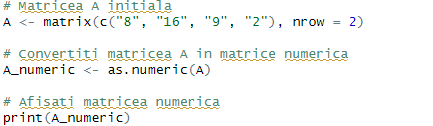 # Matricea A initiala
A <- matrix(c("8", "16", "9", "2"), nrow = 2)
# Convertiti matricea A in matrice numerica
A_numeric <- as.numeric(A)
# Afisati matricea numerica
print(A_numeric)